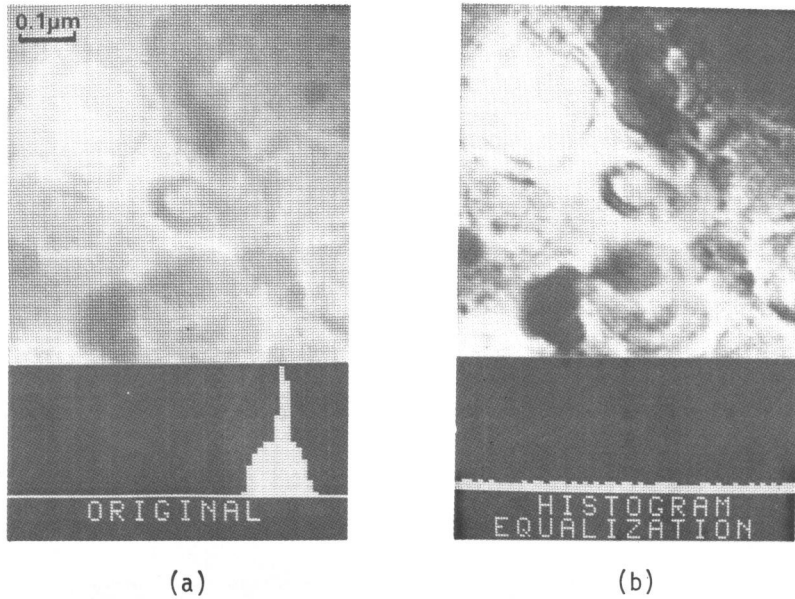 0.1μm
ORIGINAL
HISTOGRAM
EQUALIZATION
(a)
(b)